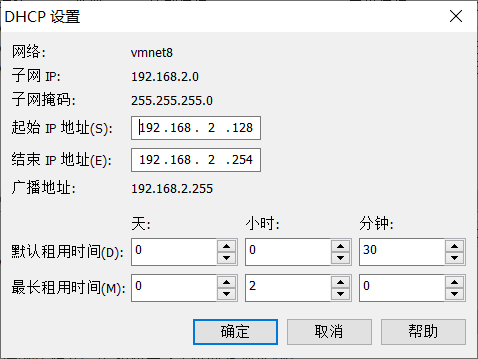 DHCP 设置
网络: vmnet8
子网 IP: 192.168.2.0
子网掩码: 255.255.255.0
起始 IP 地址(S): 192 .168 . 2 .128
结束 IP 地址(E): 192 .168 . 2 .254
广播地址: 192.168.2.255
天: 小时: 分钟:
默认租用时间(D): 0 0 30
最长租用时间(M): 0 2 0
确定 取消 帮助